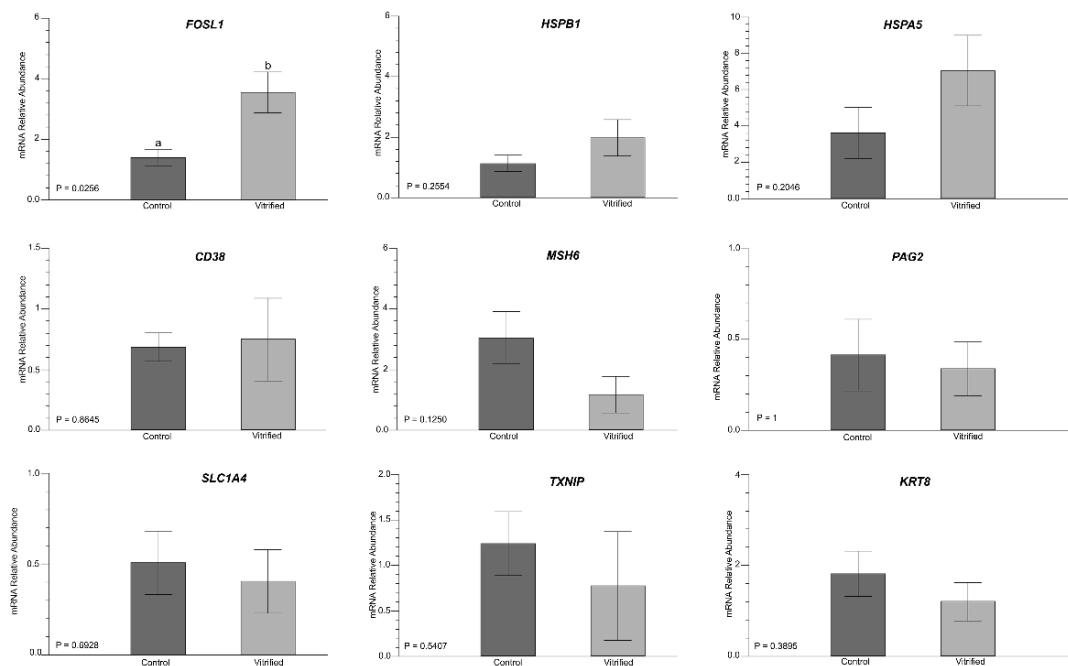 FOSL1
6
4
2
0.0
mRNA Relative Abundance
a
b
P = 0.0256
Control
Vitrified
HSPB1
6
4
2
0.0
mRNA Relative Abundance
P = 0.2554
Control
Vitrified
HSPA5
10
8
6
4
2
0.0
mRNA Relative Abundance
P = 0.2046
Control
Vitrified
CD38
1.5
1
0.5
0.0
mRNA Relative Abundance
P = 0.8645
Control
Vitrified
MSH6
6
4
2
0.0
mRNA Relative Abundance
P = 0.1250
Control
Vitrified
PAG2
1.0
0.5
0.0
mRNA Relative Abundance
P = 1
Control
Vitrified
SLC1A4
1.0
0.5
0.0
mRNA Relative Abundance
P = 0.6928
Control
Vitrified
TXNIP
2.0
1.5
1.0
0.5
0.0
mRNA Relative Abundance
P = 0.5407
Control
Vitrified
KRT8
4
2
0.0
mRNA Relative Abundance
P = 0.3895
Control
Vitrified